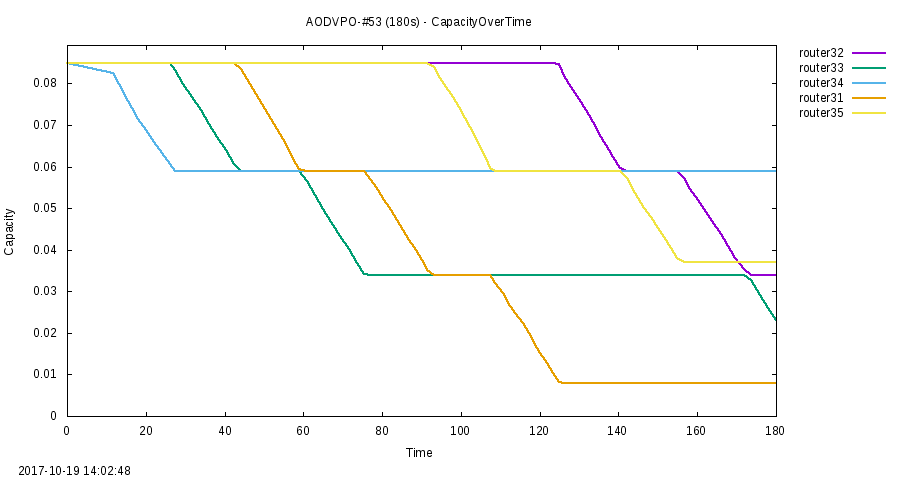 AODVPO-#53 (180s) - CapacityOverTime
router32
router33
router34
router31
router35
0.08
0.07
0.06
0.05
0.04
0.03
0.02
0.01
0
Capacity
0 20 40 60 80 100 120 140 160 180
Time
2017-10-19 14:02:48